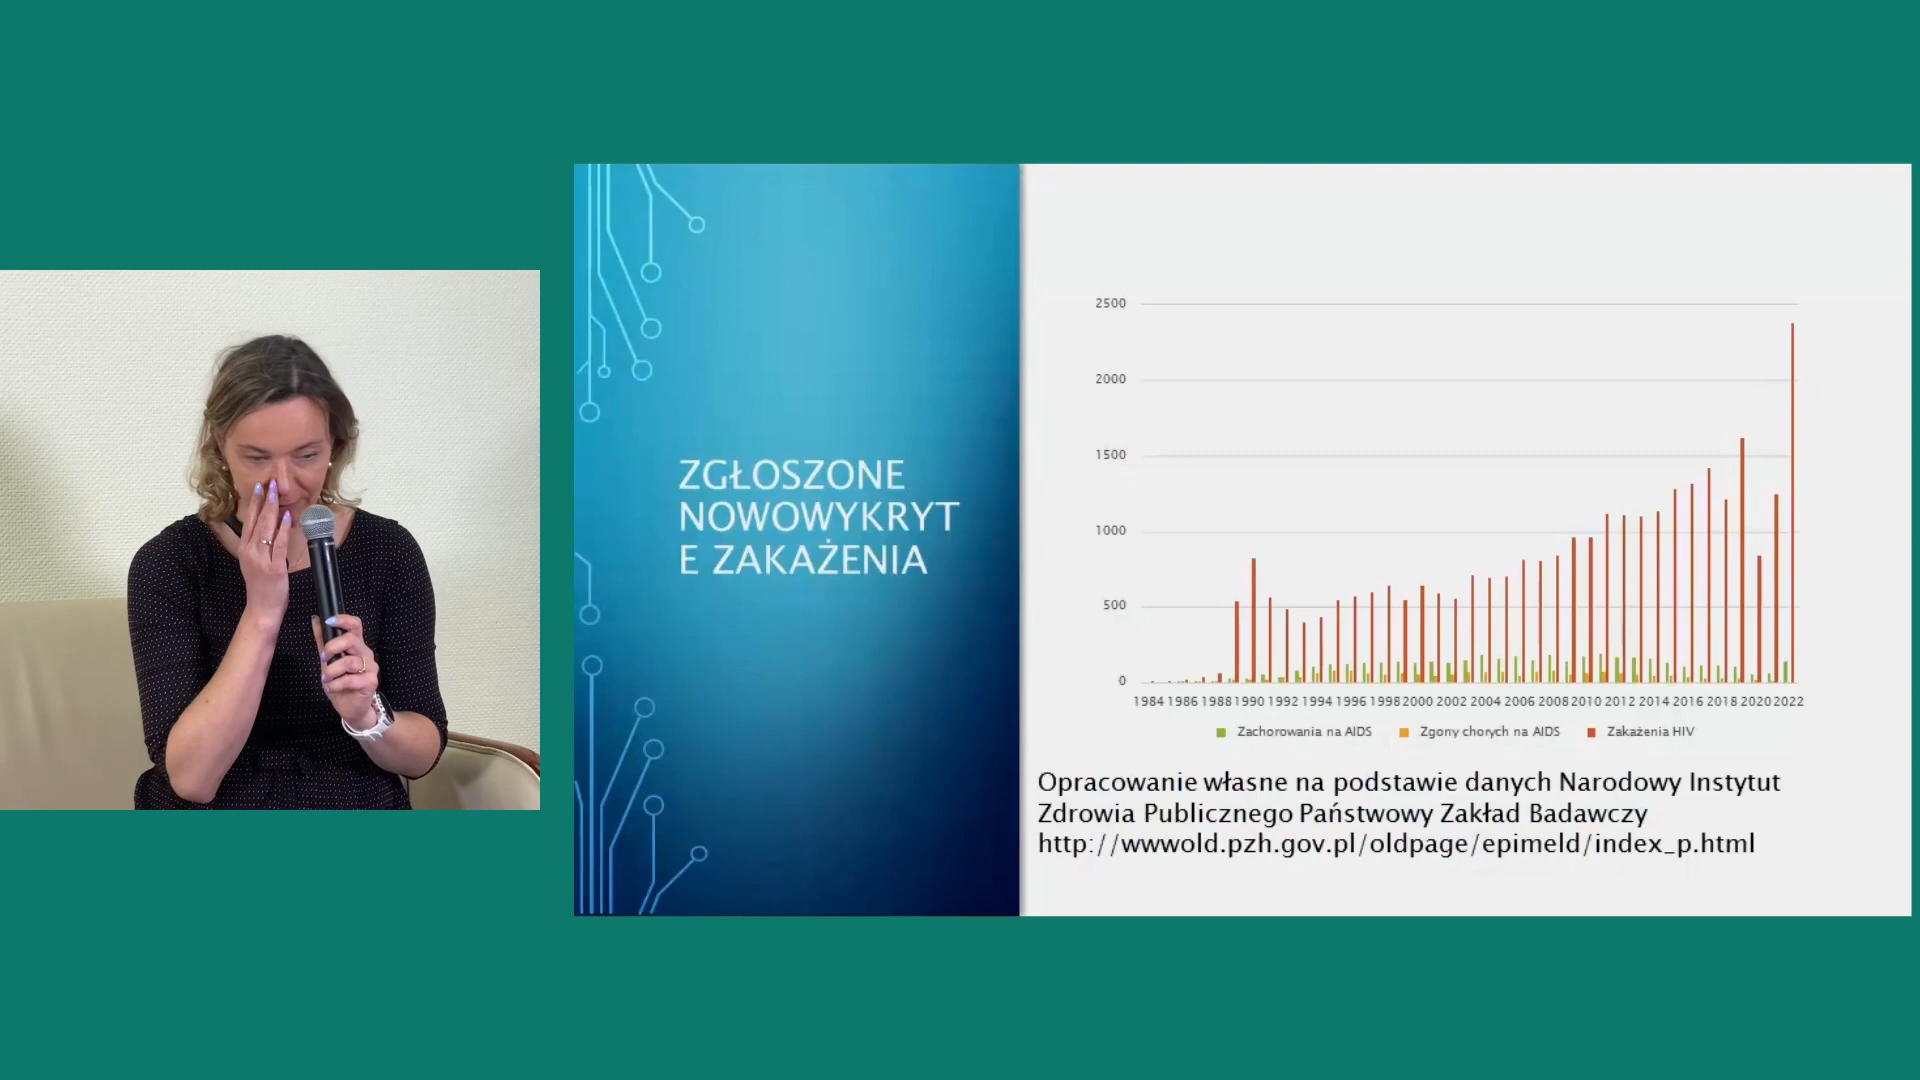 ZGŁOSZONE
NOWOWYKRYT
E ZAKAŻENIA
2500
2000
1500
1000
500
0
1984 1986 1988 1990 1992 1994 1996 1998 2000 2002 2004 2006 2008 2010 2012 2014 2016 2018 2020 2022
Zachorowania na AIDS Zgony chorych na AIDS Zakażenia HIV
Opracowanie własne na podstawie danych Narodowy Instytut
Zdrowia Publicznego Państwowy Zakład Badawczy
http://wwwold.pzh.gov.pl/oldpage/epimeld/index_p.html